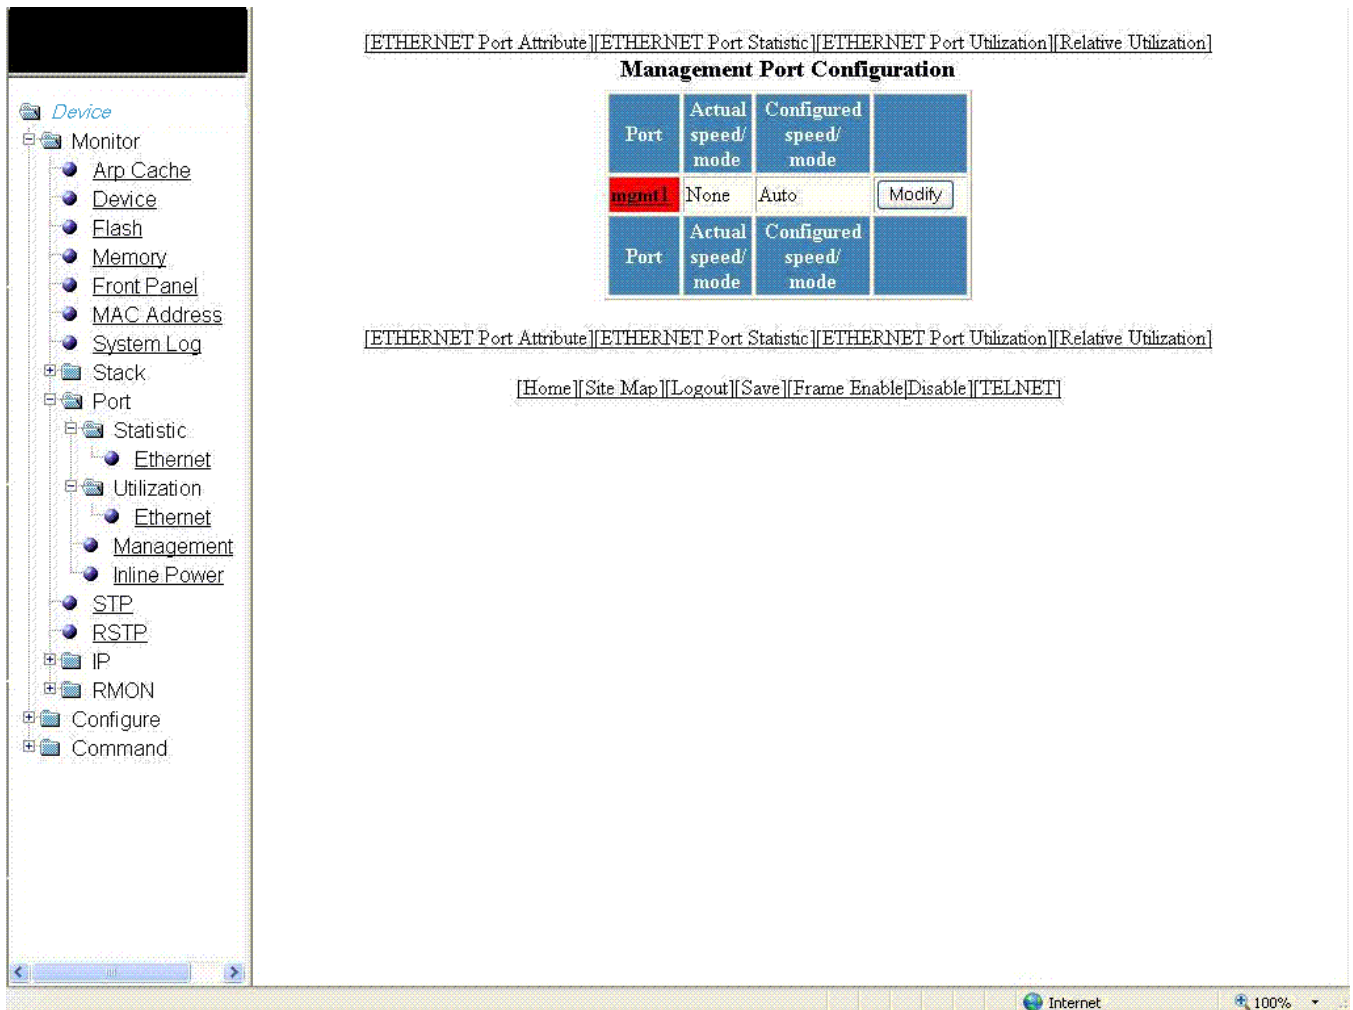 Device
Monitor
Arp Cache
Device
Flash
Memory
Front Panel
MAC Address
System Log
Stack
Port
Statistic
Ethernet
Utilization
Ethernet
Management
Inline Power
STP
RSTP
IP
RMON
Configure
Command
[ETHERNET Port Attribute][ETHERNET Port Statistic][ETHERNET Port Utilization][Relative Utilization]
Management Port Configuration
Port Actual speed/ mode Configured speed/ mode
mgmt1 None Auto Modify
Port Actual speed/ mode Configured speed/ mode
[ETHERNET Port Attribute][ETHERNET Port Statistic][ETHERNET Port Utilization][Relative Utilization]
[Home][Site Map][Logout][Save][Frame Enable|Disable][TELNET]
Internet 100%